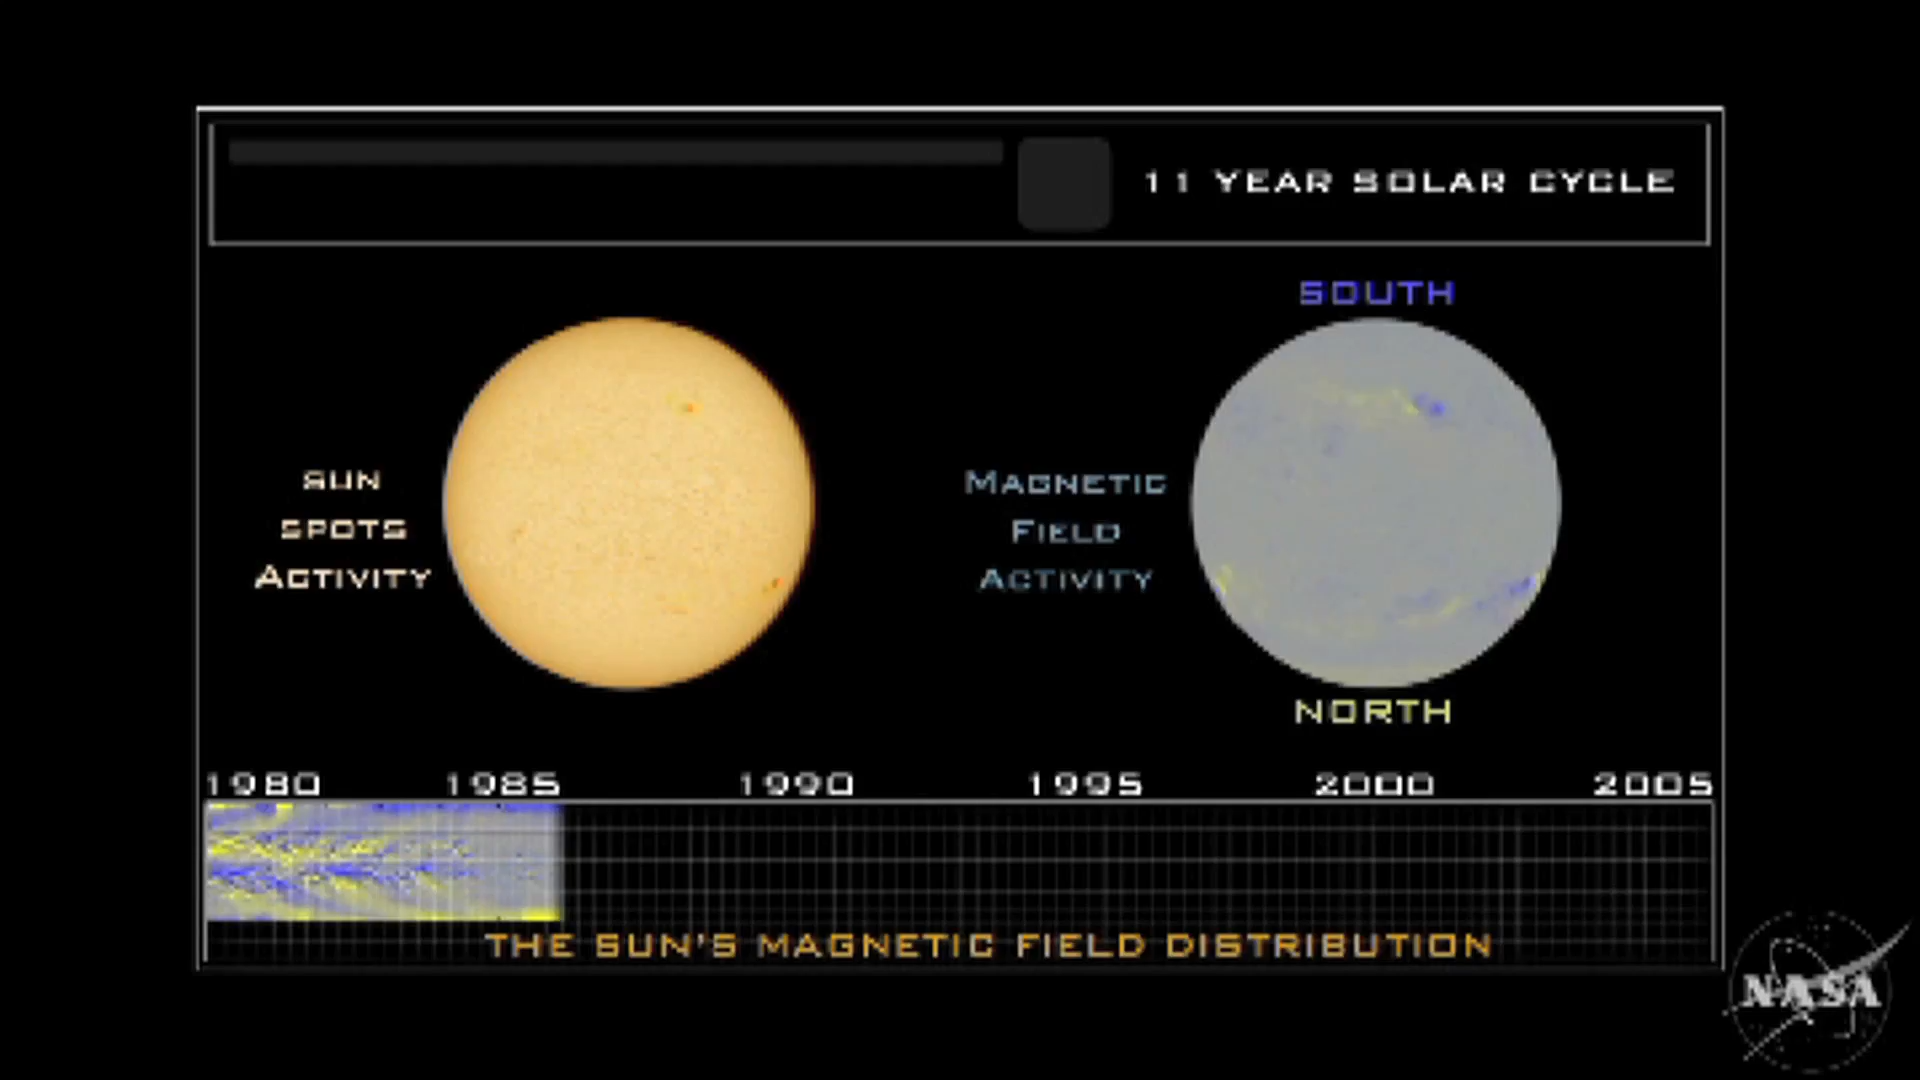 11 YEAR SOLAR CYCLE
SOUTH
SUN
SPOTS
ACTIVITY
MAGNETIC
FIELD
ACTIVITY
NORTH
1980 1985 1990 1995 2000 2005
THE SUN'S MAGNETIC FIELD DISTRIBUTION
NASA